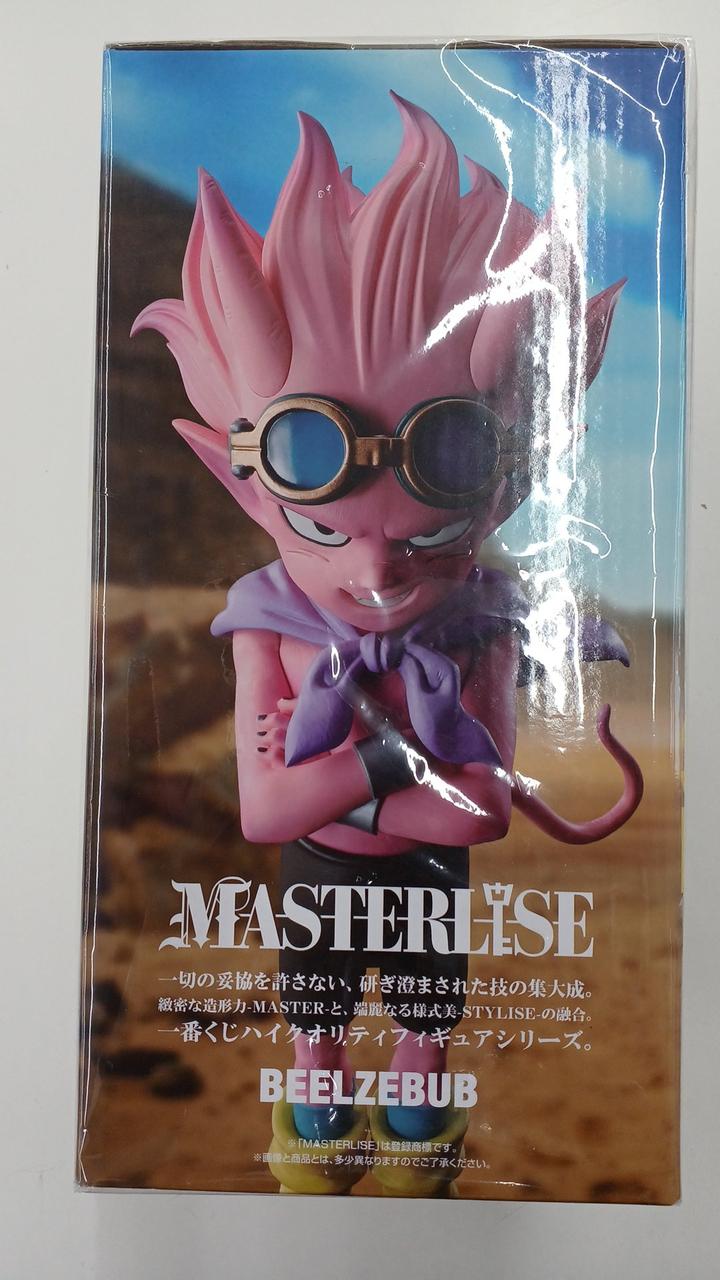 MASTERLISE
一切の妥協を許さない、研ぎ澄まされた技の集大成。
緻密な造形力-MASTER-と、端麗なる様式美-STYLISE-の融合。
一番くじハイクオリティフィギュアシリーズ。
BEELZEBUB
※「MASTERLISE」は登録商標です。
※画像と商品とは、多少異なりますのでご了承ください。